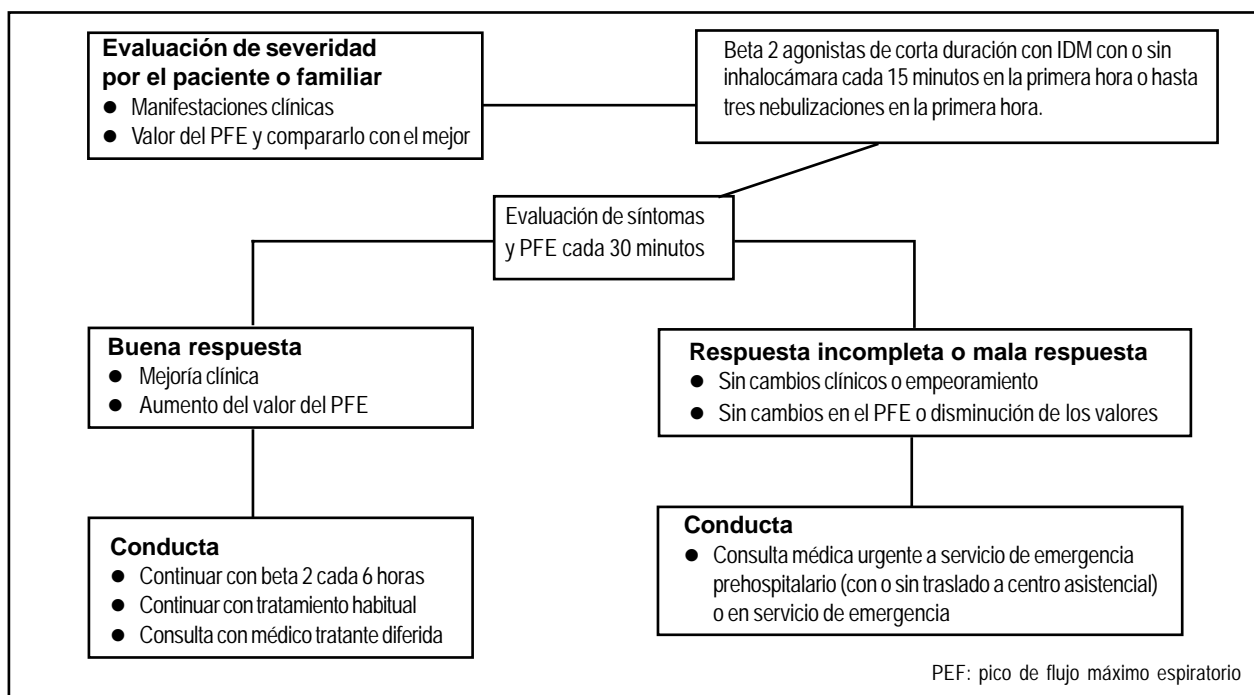 Evaluación de severidad
por el paciente o familiar
● Manifestaciones clínicas
● Valor del PFE y compararlo con el mejor
Beta 2 agonistas de corta duración con IDM con o sin
inhalocámara cada 15 minutos en la primera hora o hasta
tres nebulizaciones en la primera hora.
Evaluación de síntomas
y PFE cada 30 minutos
Buena respuesta
● Mejoría clínica
● Aumento del valor del PFE
Respuesta incompleta o mala respuesta
● Sin cambios clínicos o empeoramiento
● Sin cambios en el PFE o disminución de los valores
Conducta
● Continuar con beta 2 cada 6 horas
● Continuar con tratamiento habitual
● Consulta con médico tratante diferida
Conducta
● Consulta médica urgente a servicio de emergencia
prehospitalario (con o sin traslado a centro asistencial)
o en servicio de emergencia
PEF: pico de flujo máximo espiratorio